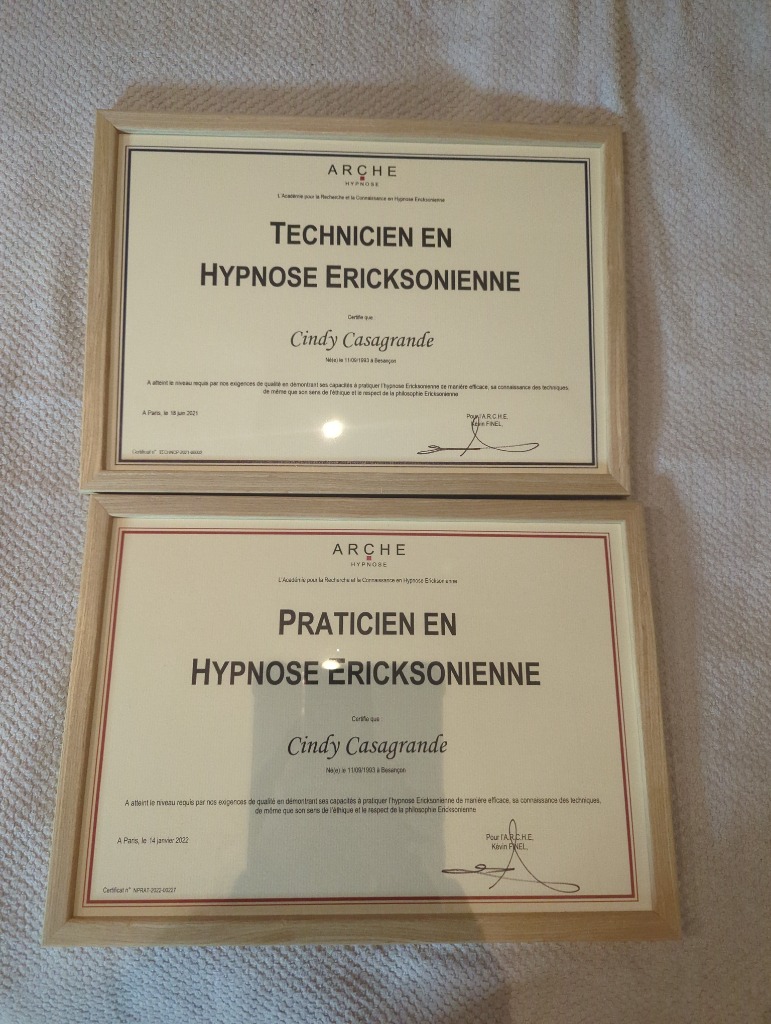 ARCHE
HYPNOSE
L'Académie pour la Recherche et la Connaissance en Hypnose Ericksonienne
TECHNICIEN EN
HYPNOSE ERICKSONIENNE
Certifie que
Cindy Casagrande
Né(e) le 11/09/1993 à Besançon
A atteint le niveau requis par nos exigences de qualité en démontrant ses capacités à pratiquer l'hypnose Ericksonienne de manière efficace, sa connaissance des techniques,
de même que son sens de l'éthique et le respect de la philosophie Ericksonienne
A Paris, le 18 juin 2021
Pour l'A.R.C.H.E,
Kévin FINEL,
Certificat n°
ARCHE
HYPNOSE
L'Académie pour la Recherche et la Connaissance en Hypnose Ericksonienne
PRATICIEN EN
HYPNOSE ERICKSONIENNE
Certifie que
Cindy Casagrande
Né(e) le 11/09/1993 à Besançon
A atteint le niveau requis par nos exigences de qualité en démontrant ses capacités à pratiquer l'hypnose Ericksonienne de manière efficace, sa connaissance des techniques,
de même que son sens de l'éthique et le respect de la philosophie Ericksonienne
A Paris, le 14 janvier 2022
Pour l'A.R.C.H.E,
Kévin FINEL,
Certificat n° NPRAT-2022-00227